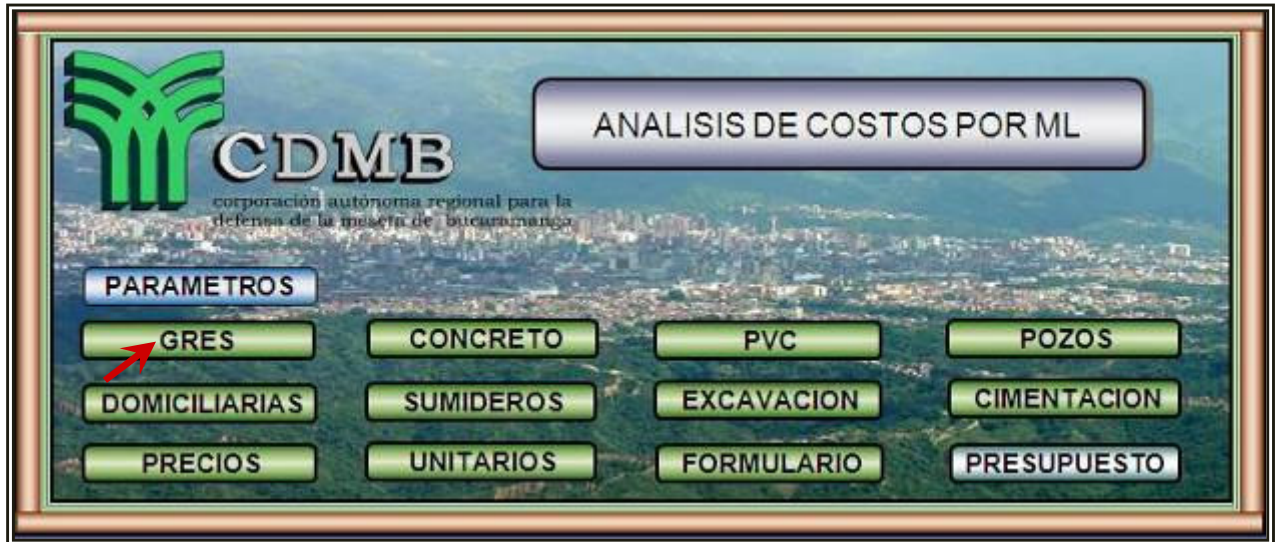 ANALISIS DE COSTOS POR ML
CDMB
corporación autónoma regional para la
defensa de la meseta de bucaramanga
PARAMETROS
GRES CONCRETO PVC POZOS
DOMICILIARIAS SUMIDEROS EXCAVACION CIMENTACION
PRECIOS UNITARIOS FORMULARIO PRESUPUESTO